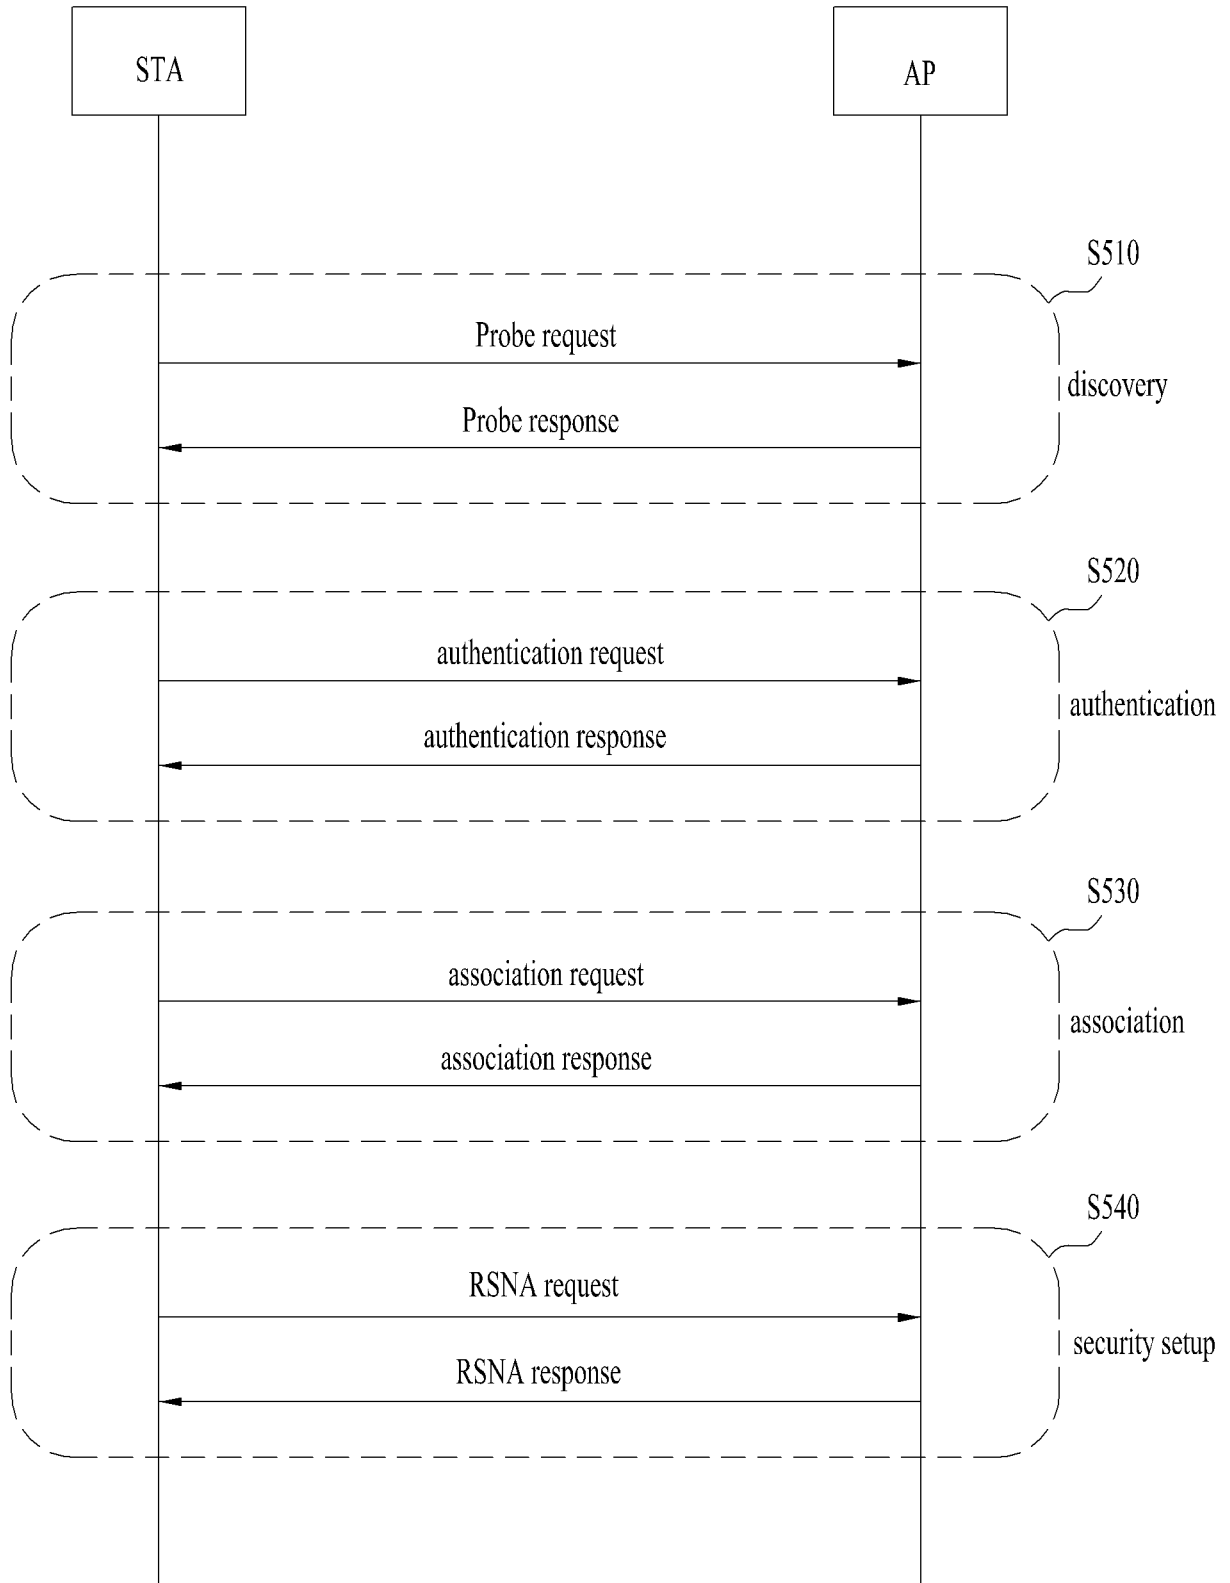 STA
AP
S510
Probe request
discovery
Probe response
S520
authentication request
authentication
authentication response
S530
association request
association
association response
S540
RSNA request
security setup
RSNA response